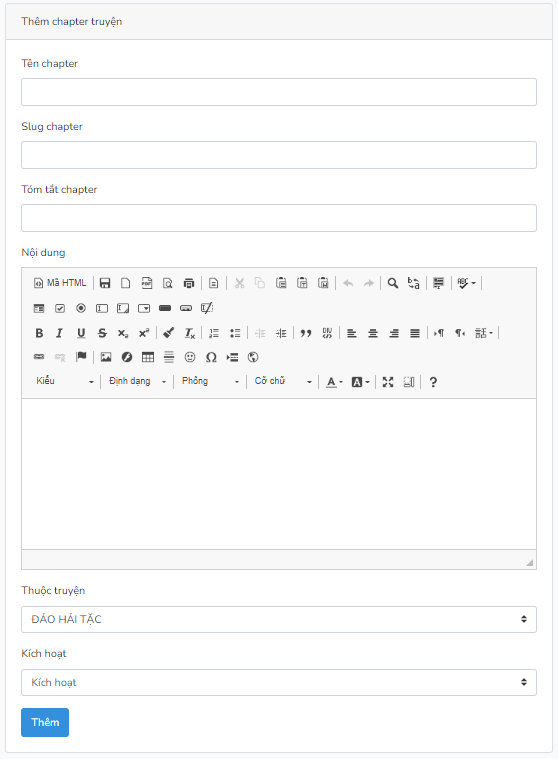 Thêm chapter truyện
Tên chapter
Slug chapter
Tóm tắt chapter
Nội dung
Mã HTML
Kiểu Định dạng Phông Cỡ chữ
Thuộc truyện
ĐẢO HẢI TẶC
Kích hoạt
Kích hoạt
Thêm